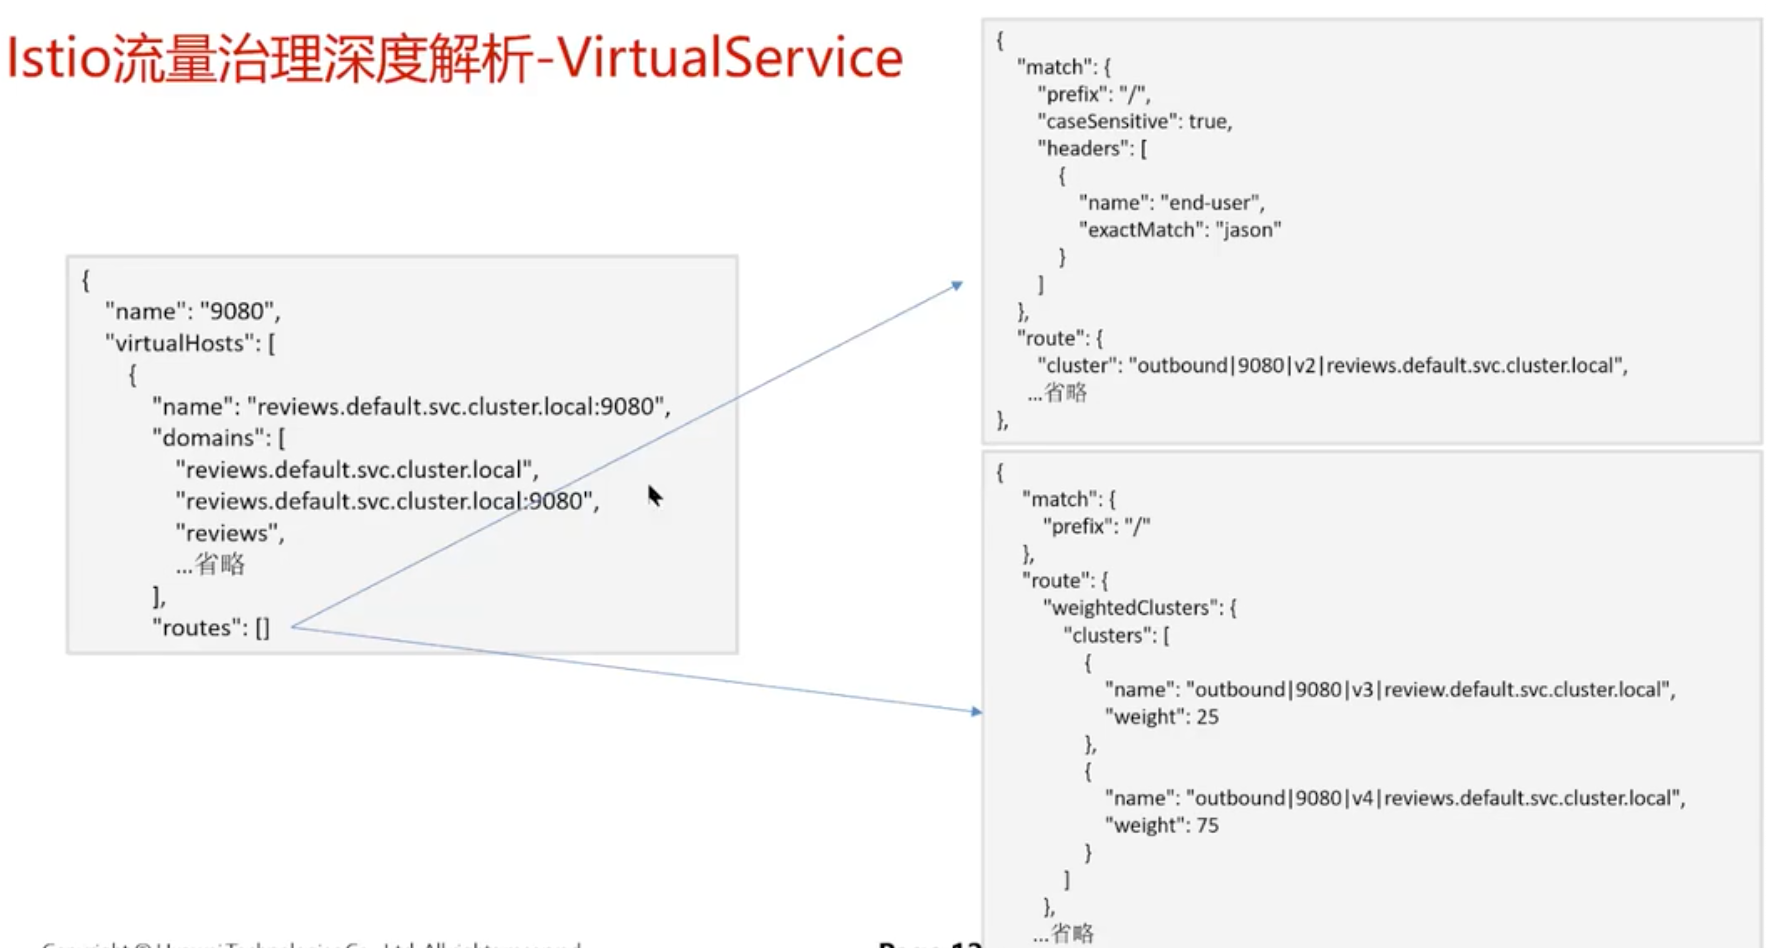 Istio流量治理深度解析-VirtualService
{
"name": "9080",
"virtualHosts": [
{
"name": "reviews.default.svc.cluster.local:9080",
"domains": [
"reviews.default.svc.cluster.local",
"reviews.default.svc.cluster.local:9080",
"reviews",
...省略
],
"routes": []
{
"match": {
"prefix": "/",
"caseSensitive": true,
"headers": [
{
"name": "end-user",
"exactMatch": "jason"
}
]
},
"route": {
"cluster": "outbound|9080|v2|reviews.default.svc.cluster.local",
...省略
},
{
"match": {
"prefix": "/"
},
"route": {
"weightedClusters": {
"clusters": [
{
"name": "outbound|9080|v3|review.default.svc.cluster.local",
"weight": 25
},
{
"name": "outbound|9080|v4|reviews.default.svc.cluster.local",
"weight": 75
}
]
},
...省略